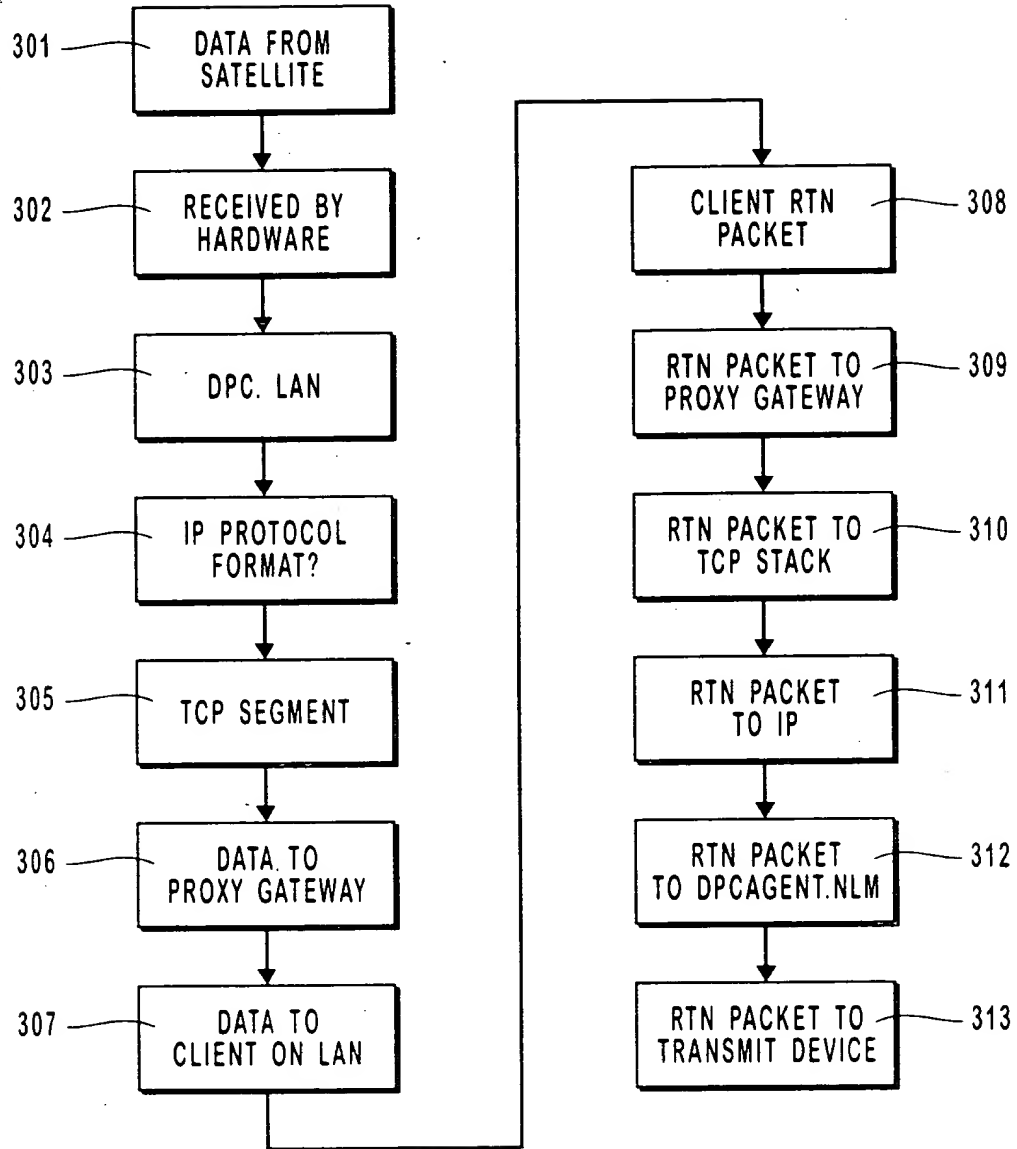 301
DATA FROM
SATELLITE
302
RECEIVED BY
HARDWARE
303
DPC. LAN
304
IP PROTOCOL
FORMAT?
305
TCP SEGMENT
306
DATA. TO
PROXY GATEWAY
307
DATA TO
CLIENT ON LAN
CLIENT RTN
PACKET
308
RTN PACKET TO
PROXY GATEWAY
309
RTN PACKET TO
TCP STACK
310
RTN PACKET
TO IP
311
RTN PACKET
TO DPCAGENT.NLM
312
RTN PACKET TO
TRANSMIT DEVICE
313